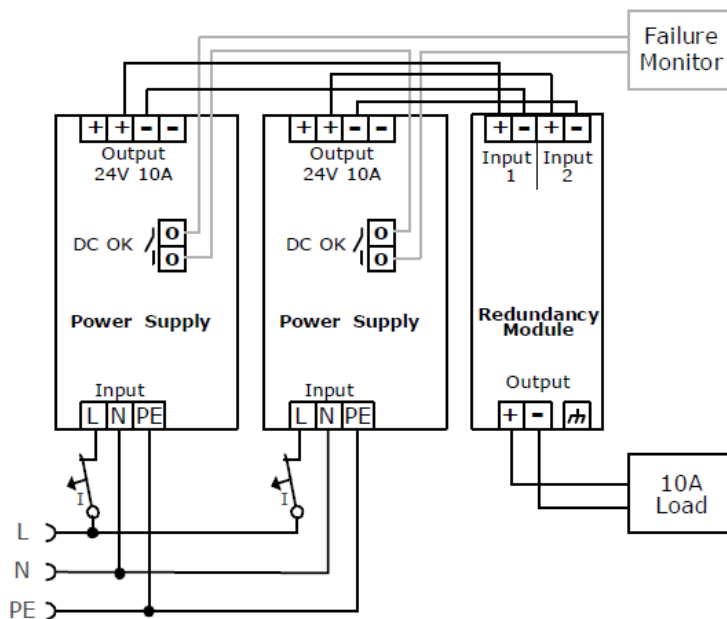 Failure
Monitor
+ + - -
Output
24V 10A
DC OK
O
O
Power Supply
Input
L N PE
I
+ + - -
Output
24V 10A
DC OK
O
O
Power Supply
Input
L N PE
I
+ - + -
Input
1
Input
2
Redundancy
Module
Output
+ -
10A
Load
L
N
PE